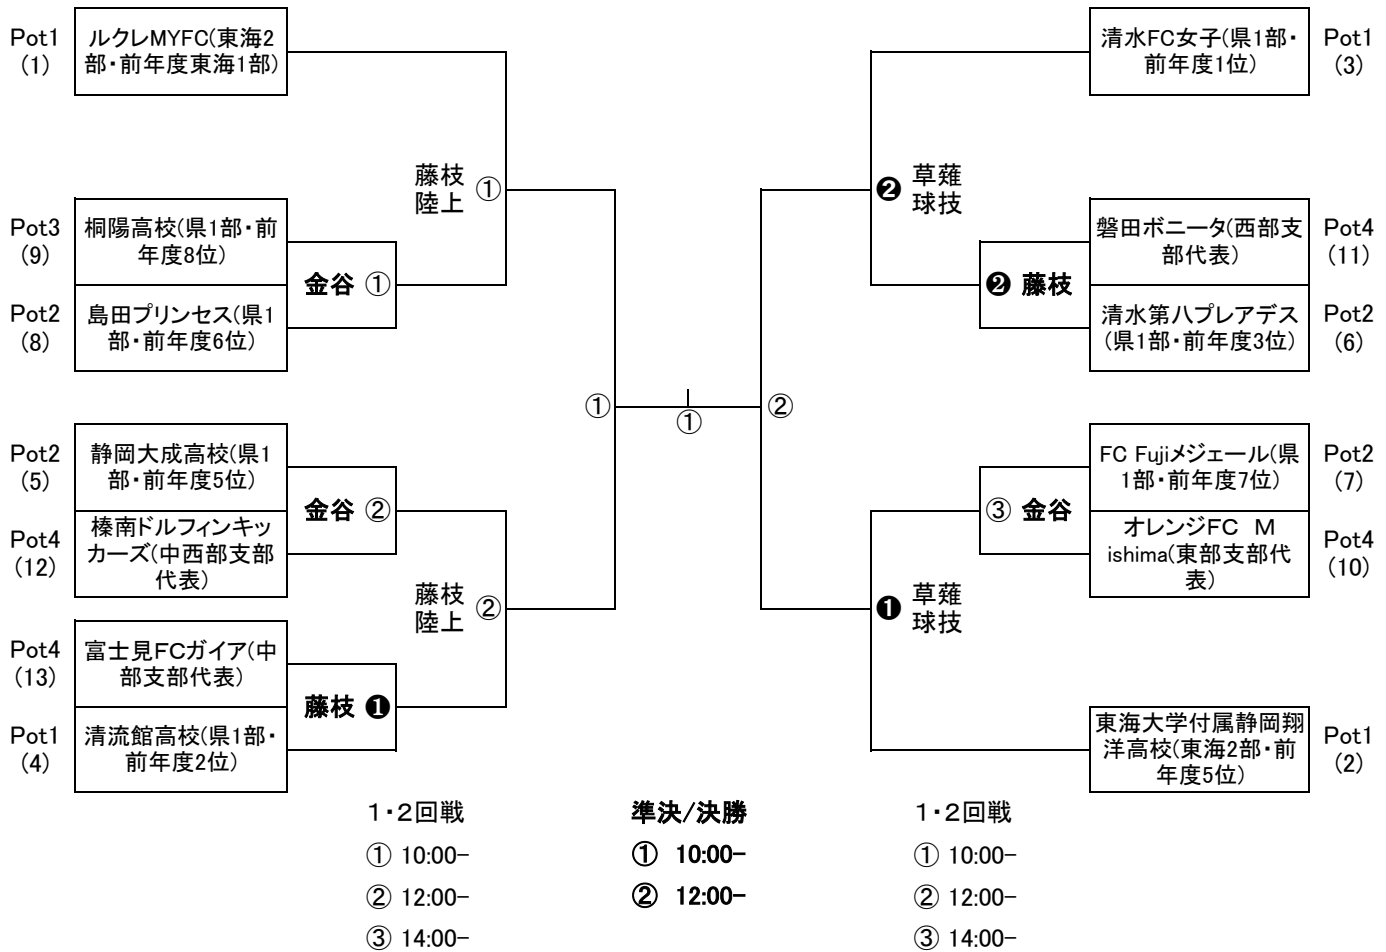 Pot1
(1)
ルクレMYFC(東海2
部・前年度東海1部)
Pot3
(9)
桐陽高校(県1部・前
年度8位)
Pot2
(8)
島田プリンセス(県1
部・前年度6位)
金谷 ①
藤枝
陸上 ①
Pot2
(5)
静岡大成高校(県1
部・前年度5位)
Pot4
(12)
榛南ドルフィンキッ
カーズ(中西部支部
代表)
金谷 ②
藤枝
陸上 ②
Pot4
(13)
富士見FCガイア(中
部支部代表)
Pot1
(4)
清流館高校(県1部・
前年度2位)
藤枝 ❶
①
①
②
清水FC女子(県1部・
前年度1位)
Pot1
(3)
❷ 草薙
球技
磐田ボニータ(西部支
部代表)
Pot4
(11)
❷ 藤枝
清水第八プレアデス
(県1部・前年度3位)
Pot2
(6)
FC Fujiメジェール(県
1部・前年度7位)
Pot2
(7)
③ 金谷
オレンジFC M
ishima(東部支部代
表)
Pot4
(10)
❶ 草薙
球技
東海大学付属静岡翔
洋高校(東海2部・前
年度5位)
Pot1
(2)
1・2回戦
① 10:00-
② 12:00-
③ 14:00-
準決/決勝
① 10:00-
② 12:00-
1・2回戦
① 10:00-
② 12:00-
③ 14:00-